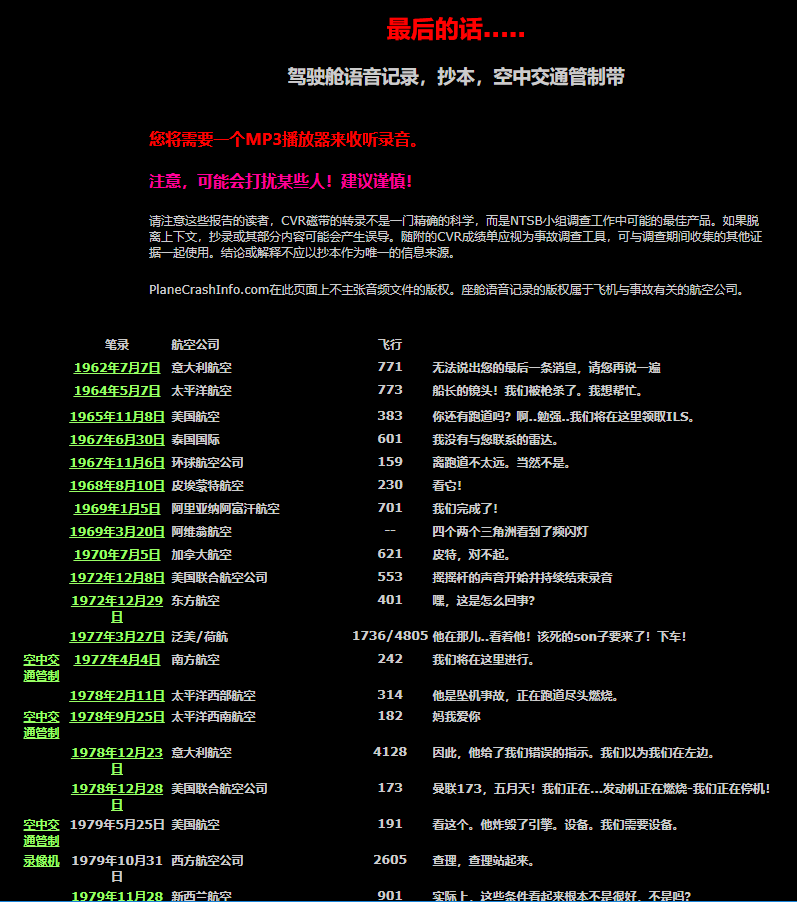 最后的话.....
驾驶舱语音记录，抄本，空中交通管制带
您将需要一个MP3播放器来收听录音。
注意，可能会打扰某些人！建议谨慎！
请注意这些报告的读者，CVR磁带的转录不是一门精确的科学，而是NTSB小组调查工作中可能的最佳产品。如果脱
离上下文，抄录或其部分内容可能会产生误导。随附的CVR成绩单应视为事故调查工具，可与调查期间收集的其他证
据一起使用。结论或解释不应以抄本作为唯一的信息来源。
PlaneCrashInfo.com在此页面上不主张音频文件的版权。座舱语音记录的版权属于飞机与事故有关的航空公司。
笔录 航空公司 飞行
1962年7月7日 意大利航空 771 无法说出您的最后一条消息，请您再说一遍
1964年5月7日 太平洋航空 773 船长的镜头！我们被枪杀了。我想帮忙。
1965年11月8日 美国航空 383 你还有跑道吗？啊..勉强..我们将在这里领取ILS。
1967年6月30日 泰国国际 601 我没有与您联系的雷达。
1967年11月6日 环球航空公司 159 离跑道不太远。当然不是。
1968年8月10日 皮埃蒙特航空 230 看它！
1969年1月5日 阿里亚纳阿富汗航空 701 我们完成了！
1969年3月20日 阿维翁航空 -- 四个两个三角洲看到了频闪灯
1970年7月5日 加拿大航空 621 皮特，对不起。
1972年12月8日 美国联合航空公司 553 摇摇杆的声音开始并持续结束录音
1972年12月29 东方航空 401 嘿，这是怎么回事？
日
1977年3月27日 泛美/荷航 1736/4805 他在那儿..看着他！该死的son子要来了！下车！
空中交 1977年4月4日 南方航空 242 我们将在这里进行。
通管制
1978年2月11日 太平洋西部航空 314 他是坠机事故，正在跑道尽头燃烧。
空中交 1978年9月25日 太平洋西南航空 182 妈我爱你
通管制
1978年12月23 意大利航空 4128 因此，他给了我们错误的指示。我们以为我们在左边。
日
1978年12月28 美国联合航空公司 173 曼联173，五月天！我们正在...发动机正在燃烧-我们正在停机！
日
空中交 1979年5月25日 美国航空 191 看这个。他炸毁了引擎。设备。我们需要设备。
通管制
录像机 1979年10月31 西方航空公司 2605 查理，查理站起来。
日
1979年11月28 新西兰航空 901 实际上，这些条件看起来根本不是很好，不是吗？